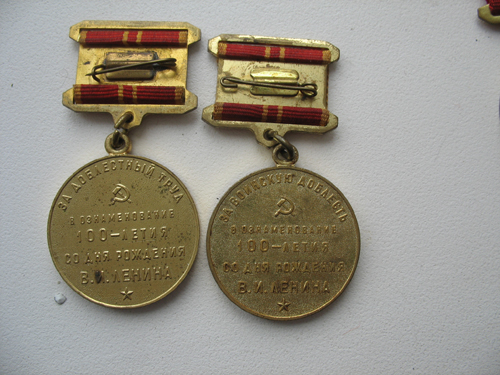 ЗА ДОБЛЕСТНЫЙ ТРУД
В ОЗНАМЕНОВАНИЕ
100-ЛЕТИЯ
СО ДНЯ РОЖДЕНИЯ
В.И.ЛЕНИНА
ЗА ВОИНСКУЮ ДОБЛЕСТЬ
В ОЗНАМЕНОВАНИЕ
100-ЛЕТИЯ
СО ДНЯ РОЖДЕНИЯ
В.И.ЛЕНИНА